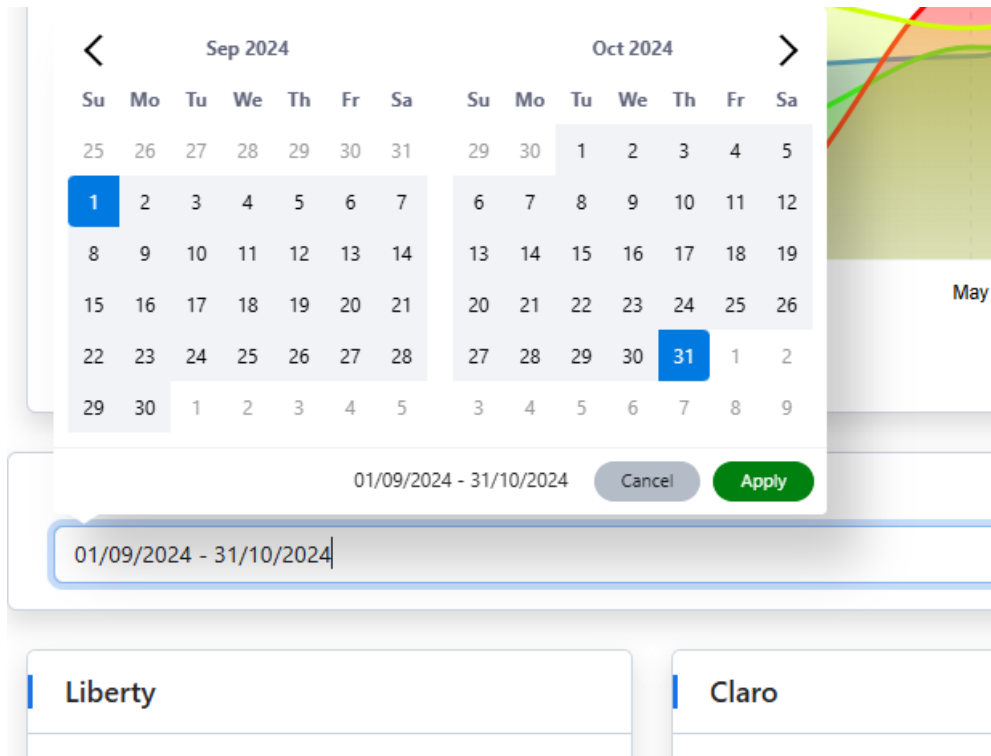 Sep 2024 Oct 2024
Su Mo Tu We Th Fr Sa Su Mo Tu We Th Fr Sa
25 26 27 28 29 30 31 29 30 1 2 3 4 5
1 2 3 4 5 6 7 6 7 8 9 10 11 12
8 9 10 11 12 13 14 13 14 15 16 17 18 19
15 16 17 18 19 20 21 20 21 22 23 24 25 26
22 23 24 25 26 27 28 27 28 29 30 31 1 2
29 30 1 2 3 4 5 3 4 5 6 7 8 9
May
01/09/2024 - 31/10/2024 Cancel Apply
01/09/2024 - 31/10/2024
Liberty Claro